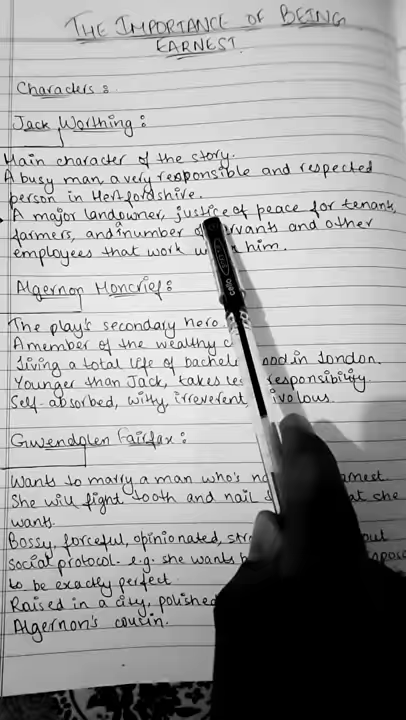 THE IMPORTANCE OF BEING
EARNEST
Characters :
Jack Worthing :
Main character of the story.
A busy man, a very responsible and respected
person in Hertfordshire.
A major landowner, justice of peace for tenants,
farmers, and a number of servants and other
employees that work him.
Algernon Moncrief :
The play's secondary hero
A member of the wealthy
Living a total life of in London.
Younger than Jack, takes responsibility.
Self-absorbed, witty, irreverent,
Gwendolen Fairfax :
Wants to marry a man who's
She will fight tooth and nail she
wants.
Bossy, forceful, opinionated,
social protocol. e.g. she wants
to be exactly perfect.
Raised in a city, polished
Algernon's cousin.